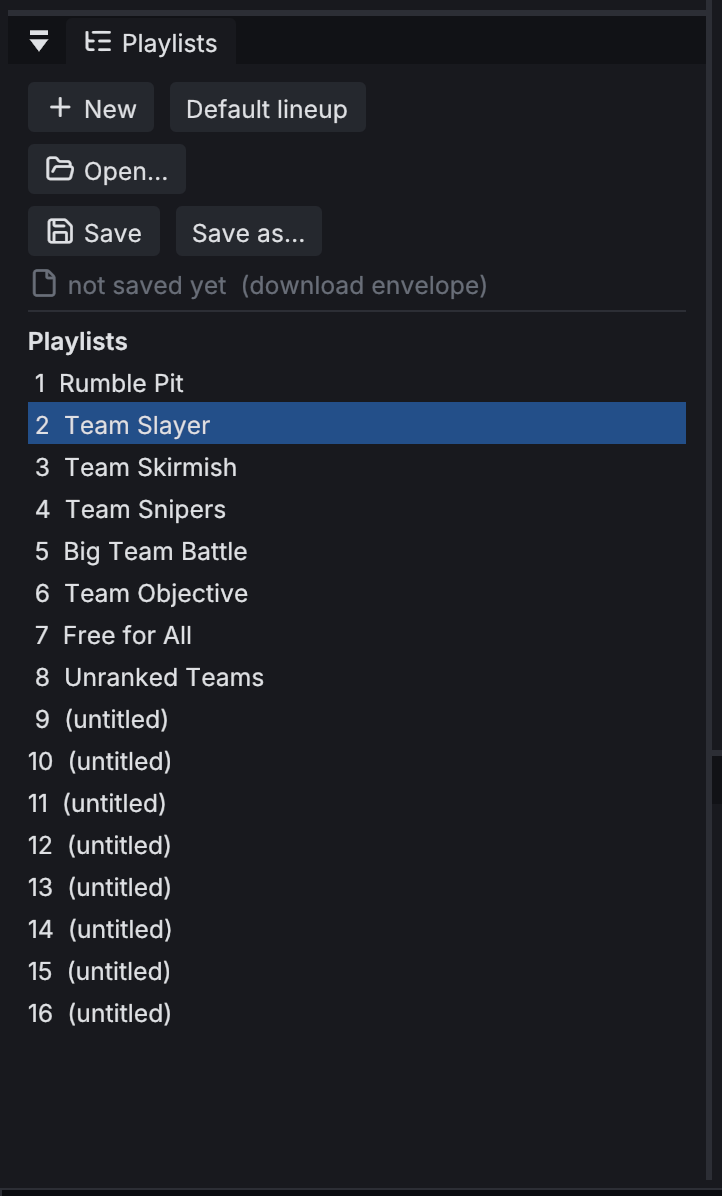 Playlists
New Default lineup
Open...
Save Save as...
not saved yet (download envelope)
Playlists
1 Rumble Pit
2 Team Slayer
3 Team Skirmish
4 Team Snipers
5 Big Team Battle
6 Team Objective
7 Free for All
8 Unranked Teams
9 (untitled)
10 (untitled)
11 (untitled)
12 (untitled)
13 (untitled)
14 (untitled)
15 (untitled)
16 (untitled)